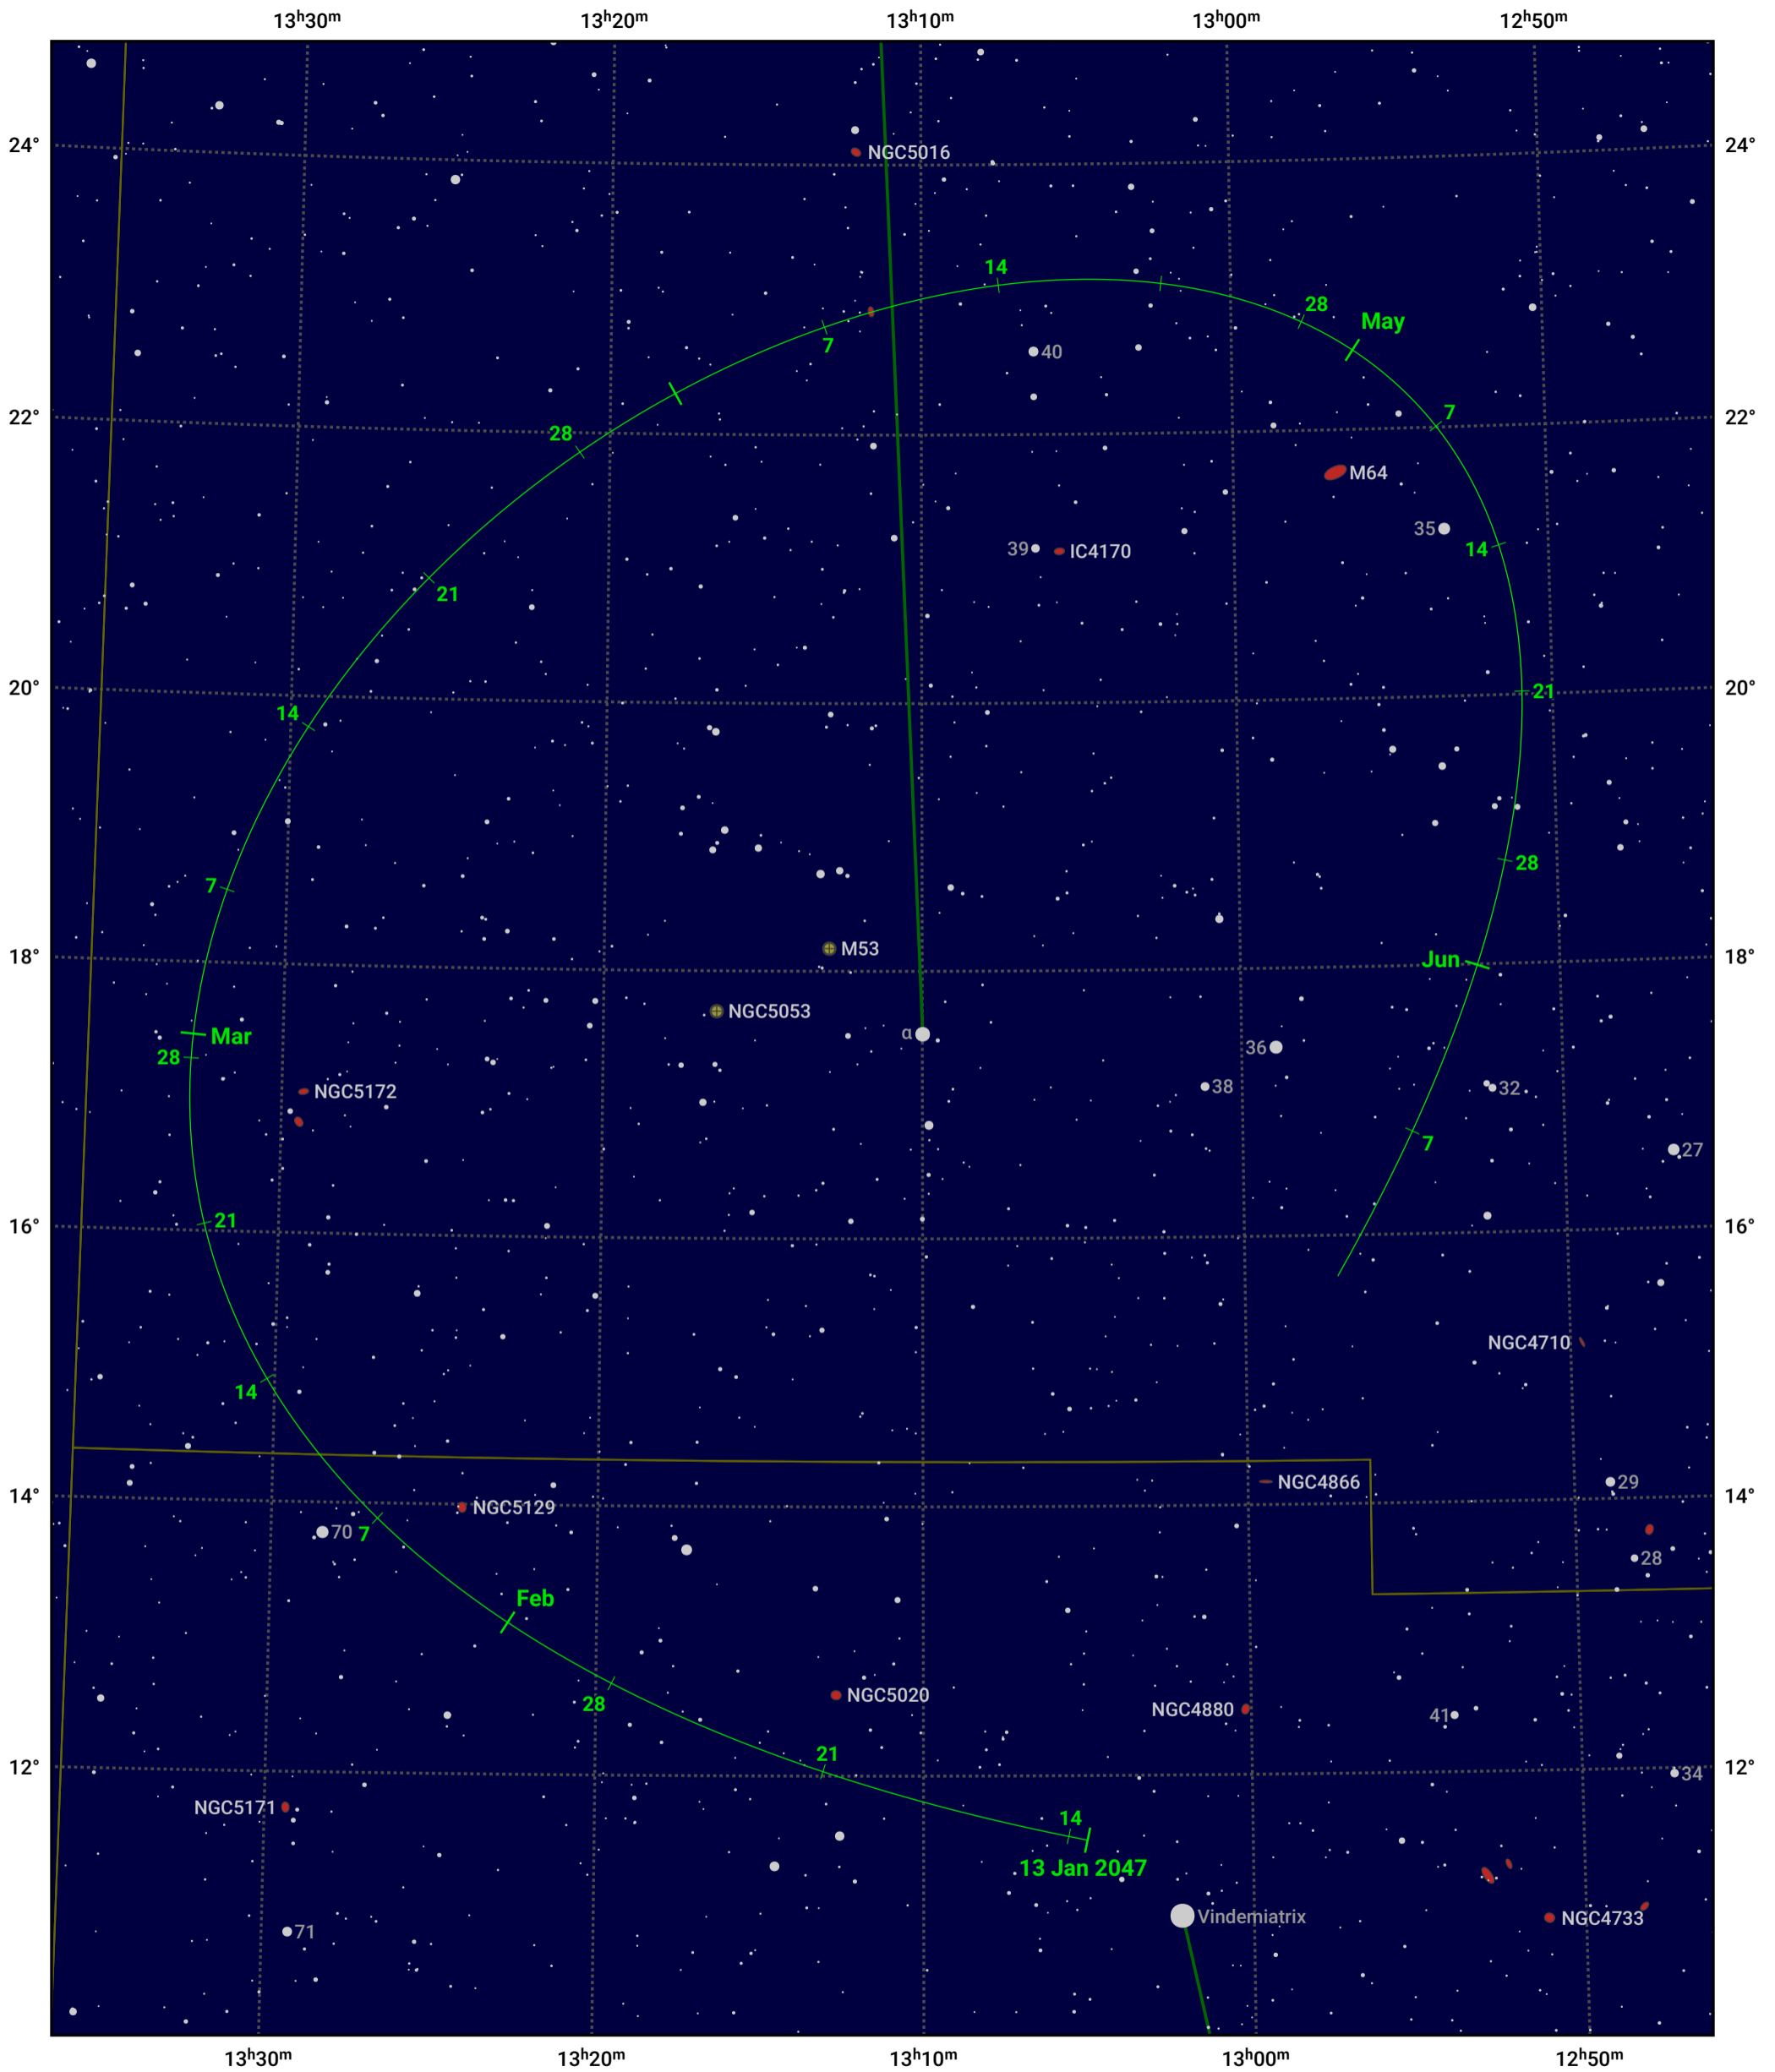 13h30m 13h20m 13h10m 13h00m 12h50m
24° 24°
NGC5016
14
28
May
7
40
22° 22°
7
28
M64
35
14
39 IC4170
21
20° 20°
21
14
28
7
M53
18° 18°
Jun
NGC5053
α
Mar
36
28
38
32
NGC5172
7
27
21
16° 16°
NGC4710
14
NGC4866
29
14° 14°
NGC5129
70
7
28
Feb
NGC5020
28
NGC4880
41
21
12° 12°
34
NGC5171
14
13 Jan 2047
Vindemiatrix
NGC4733
71
13h30m 13h20m 13h10m 13h00m 12h50m